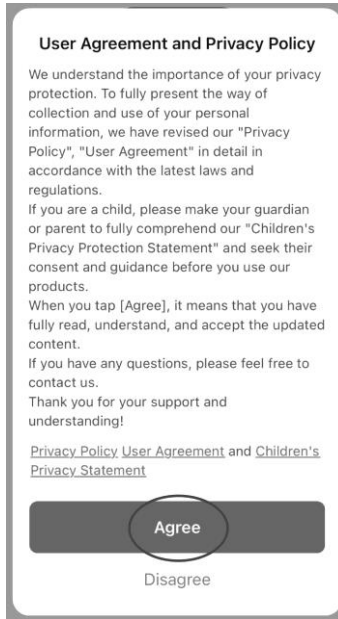 User Agreement and Privacy Policy
We understand the importance of your privacy
protection. To fully present the way of
collection and use of your personal
information, we have revised our "Privacy
Policy", "User Agreement" in detail in
accordance with the latest laws and
regulations.
If you are a child, please make your guardian
or parent to fully comprehend our "Children's
Privacy Protection Statement" and seek their
consent and guidance before you use our
products.
When you tap [Agree], it means that you have
fully read, understand, and accept the updated
content.
If you have any questions, please feel free to
contact us.
Thank you for your support and
understanding!
Privacy Policy User Agreement and Children's
Privacy Statement
Agree
Disagree